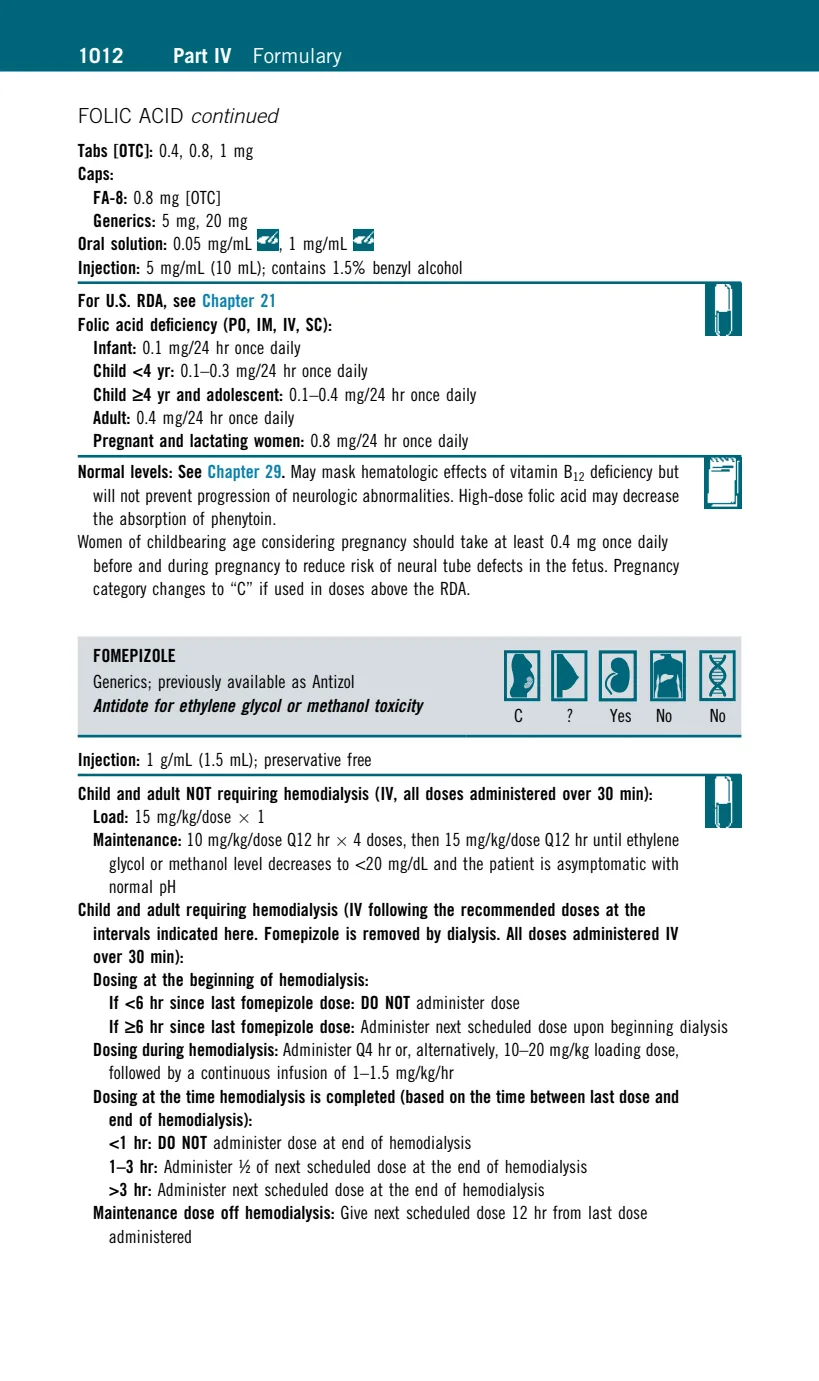 1012 Part IV Formulary
FOLIC ACID continued
Tabs [OTC]: 0.4, 0.8, 1 mg
Caps:
FA-8: 0.8 mg [OTC]
Generics: 5 mg, 20 mg
Oral solution: 0.05 mg/mL , 1 mg/mL
Injection: 5 mg/mL (10 mL); contains 1.5% benzyl alcohol
For U.S. RDA, see Chapter 21
Folic acid deficiency (PO, IM, IV, SC):
Infant: 0.1 mg/24 hr once daily
Child <4 yr: 0.1–0.3 mg/24 hr once daily
Child ≥4 yr and adolescent: 0.1–0.4 mg/24 hr once daily
Adult: 0.4 mg/24 hr once daily
Pregnant and lactating women: 0.8 mg/24 hr once daily
Normal levels: See Chapter 29. May mask hematologic effects of vitamin B12 deficiency but
will not prevent progression of neurologic abnormalities. High-dose folic acid may decrease
the absorption of phenytoin.
Women of childbearing age considering pregnancy should take at least 0.4 mg once daily
before and during pregnancy to reduce risk of neural tube defects in the fetus. Pregnancy
category changes to “C” if used in doses above the RDA.
FOMEPIZOLE
Generics; previously available as Antizol
Antidote for ethylene glycol or methanol toxicity
C ? Yes No No
Injection: 1 g/mL (1.5 mL); preservative free
Child and adult NOT requiring hemodialysis (IV, all doses administered over 30 min):
Load: 15 mg/kg/dose × 1
Maintenance: 10 mg/kg/dose Q12 hr × 4 doses, then 15 mg/kg/dose Q12 hr until ethylene
glycol or methanol level decreases to <20 mg/dL and the patient is asymptomatic with
normal pH
Child and adult requiring hemodialysis (IV following the recommended doses at the
intervals indicated here. Fomepizole is removed by dialysis. All doses administered IV
over 30 min):
Dosing at the beginning of hemodialysis:
If <6 hr since last fomepizole dose: DO NOT administer dose
If ≥6 hr since last fomepizole dose: Administer next scheduled dose upon beginning dialysis
Dosing during hemodialysis: Administer Q4 hr or, alternatively, 10–20 mg/kg loading dose,
followed by a continuous infusion of 1–1.5 mg/kg/hr
Dosing at the time hemodialysis is completed (based on the time between last dose and
end of hemodialysis):
<1 hr: DO NOT administer dose at end of hemodialysis
1–3 hr: Administer ½ of next scheduled dose at the end of hemodialysis
>3 hr: Administer next scheduled dose at the end of hemodialysis
Maintenance dose off hemodialysis: Give next scheduled dose 12 hr from last dose
administered